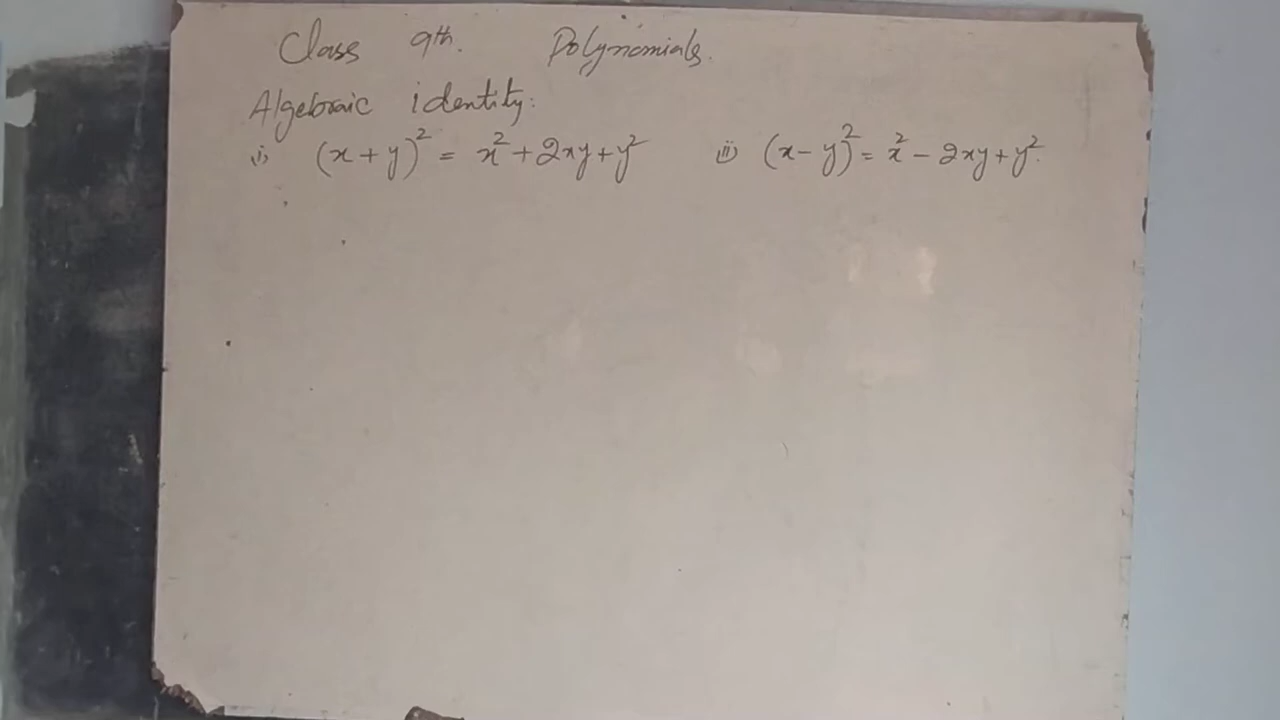 Class 9th. Polynomials.
Algebraic identity:
(i) (x + y)² = x² + 2xy + y² (ii) (x - y)² = x² - 2xy + y².